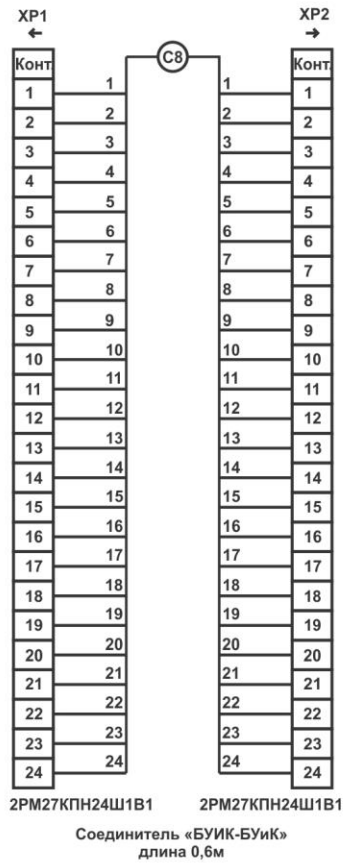 ХР1 ХР2
← →
С8
Конт. Конт.
1 1 1 1
2 2 2 2
3 3 3 3
4 4 4 4
5 5 5 5
6 6 6 6
7 7 7 7
8 8 8 8
9 9 9 9
10 10 10 10
11 11 11 11
12 12 12 12
13 13 13 13
14 14 14 14
15 15 15 15
16 16 16 16
17 17 17 17
18 18 18 18
19 19 19 19
20 20 20 20
21 21 21 21
22 22 22 22
23 23 23 23
24 24 24 24
2РМ27КПН24Ш1В1 2РМ27КПН24Ш1В1
Соединитель «БУИК-БУиК»
длина 0,6м